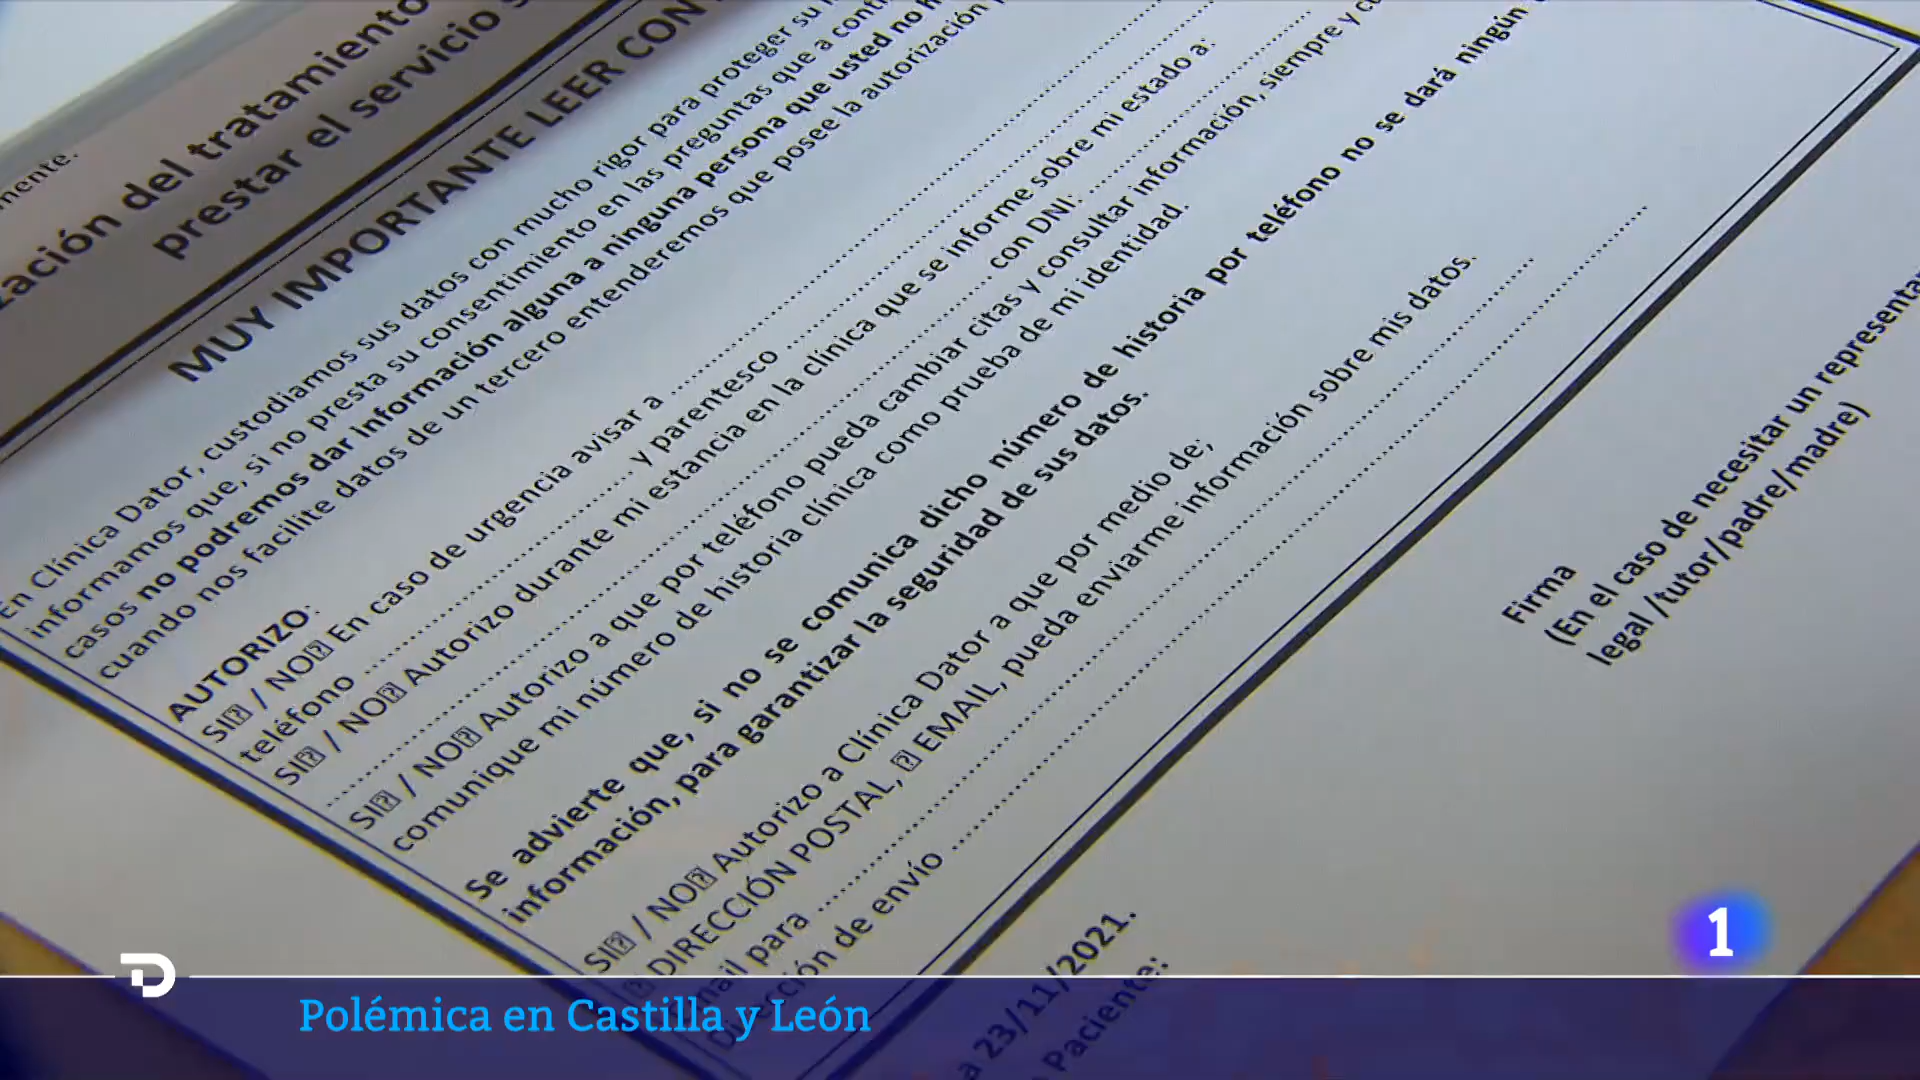 mente.
zación del tratamiento
prestar el servicio
MUY IMPORTANTE LEER CON
En Clínica Dator, custodiamos sus datos con mucho rigor para proteger su
informamos que, si no presta su consentimiento en las preguntas que a
casos no podremos dar información alguna a ninguna persona que usted no
cuando nos facilite datos de un tercero entenderemos que posee la autorización
AUTORIZO:
SI / NO En caso de urgencia avisar a
teléfono y parentesco
SI / NO Autorizo durante mi estancia en la clínica que se informe sobre mi estado a:
con DNI:
SI / NO Autorizo a que por teléfono pueda cambiar citas y consultar información, siempre y
comunique mi número de historia clínica como prueba de mi identidad.
Se advierte que, si no se comunica dicho número de historia por teléfono no se dará ningún
información, para garantizar la seguridad de sus datos.
SI / NO Autorizo a Clínica Dator a que por medio de;
DIRECCIÓN POSTAL, EMAIL, pueda enviarme información sobre mis datos.
mail para
Dirección de envío
a 23/11/2021.
Paciente:
Firma
(En el caso de necesitar un representa
legal /tutor/padre/madre)
1
D
Polémica en Castilla y León